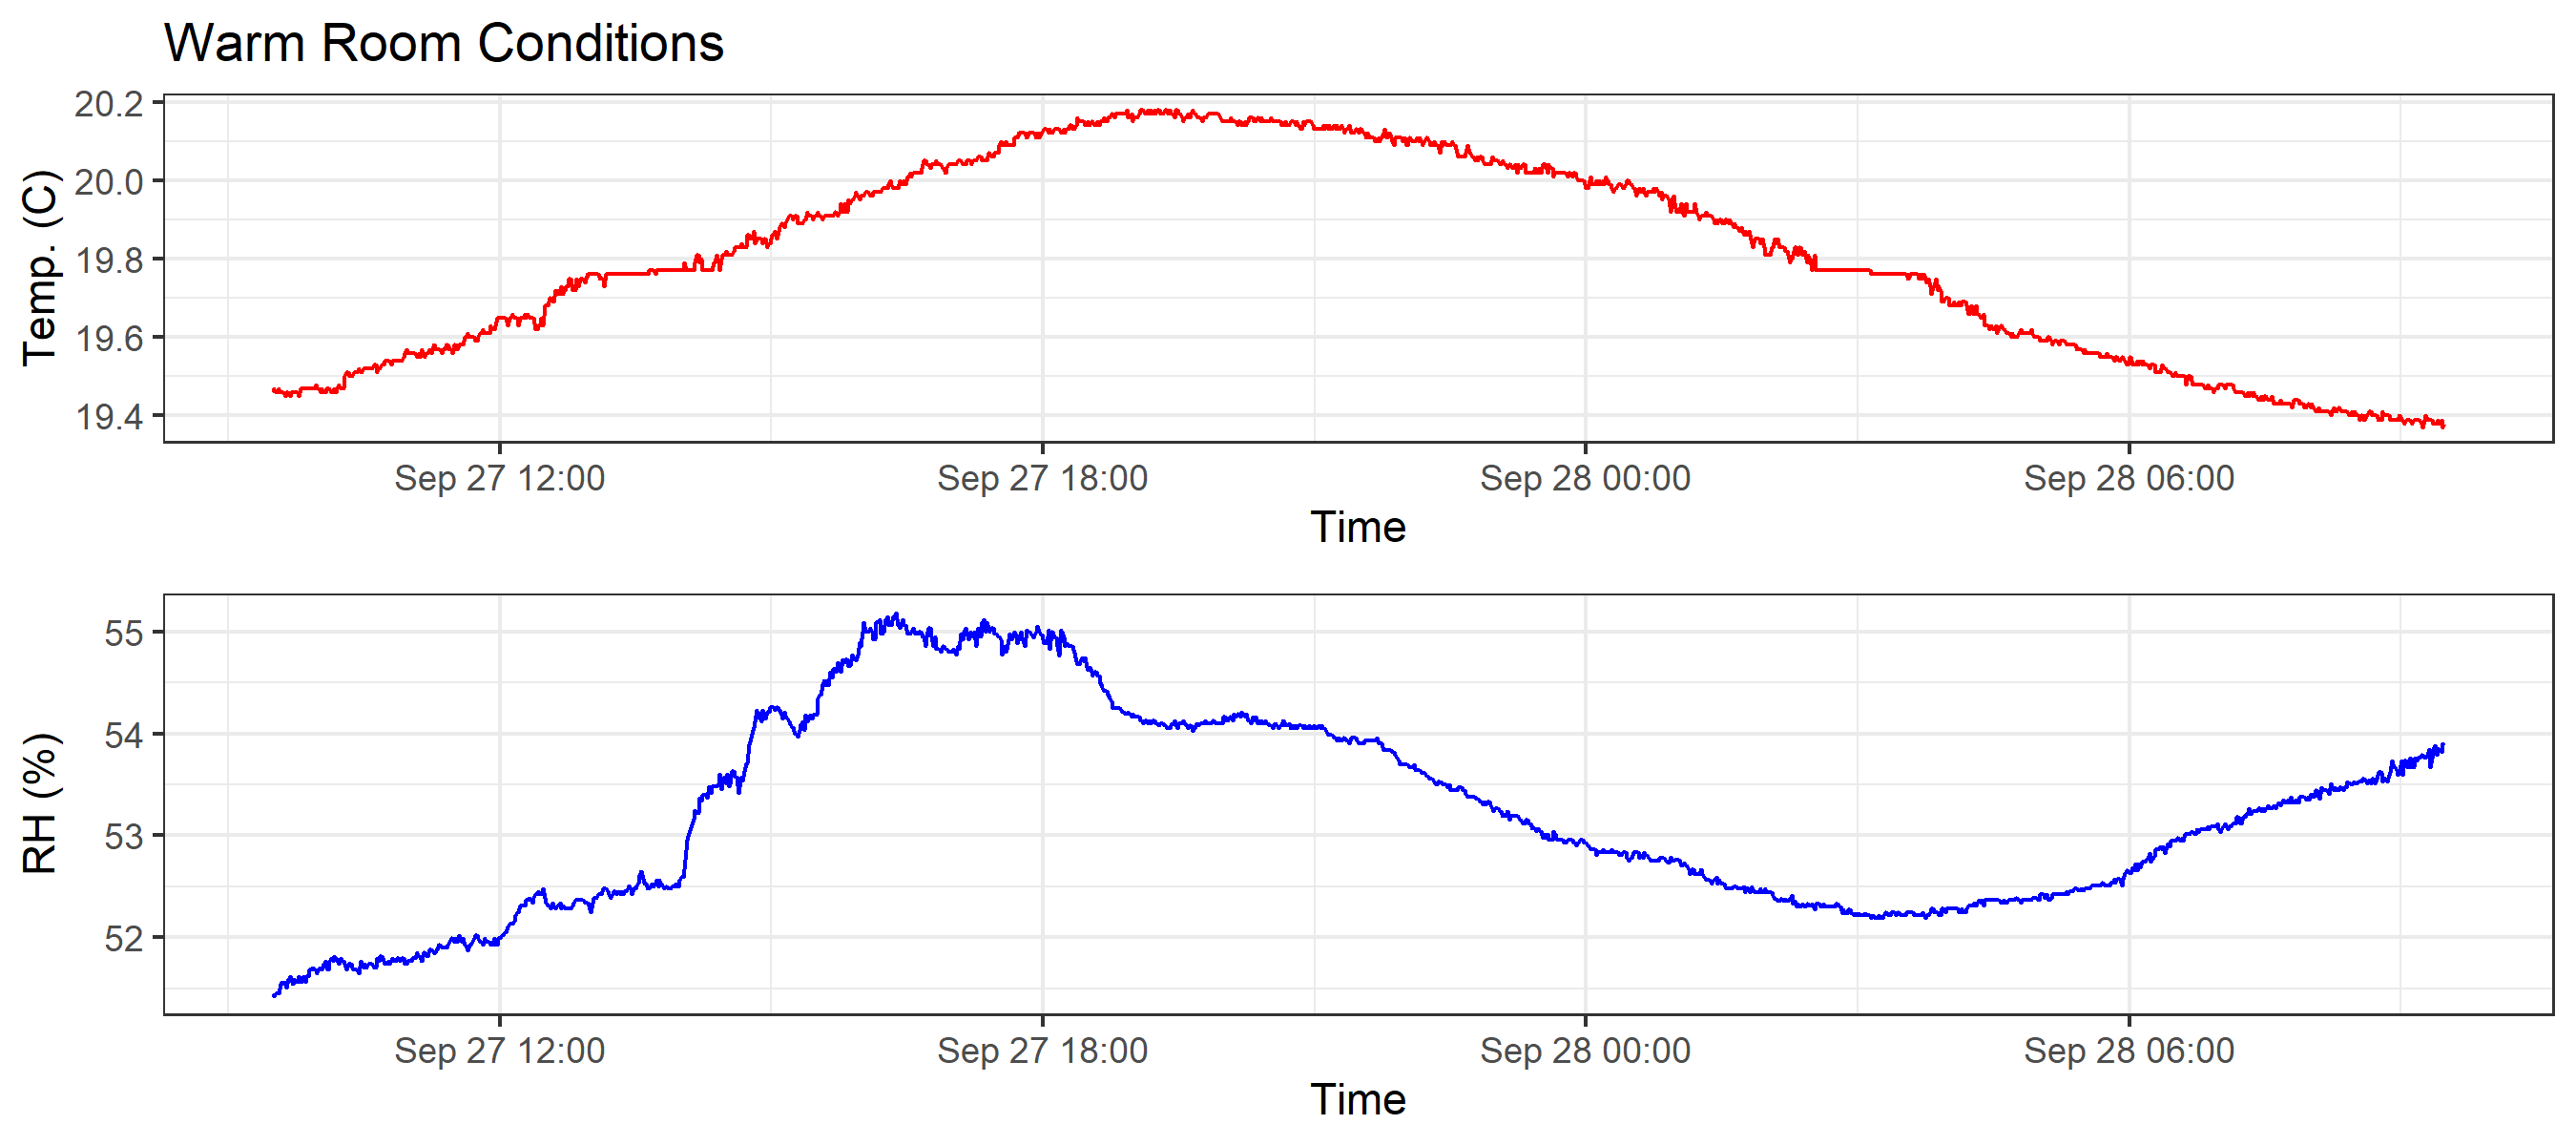 Warm Room Conditions
Temp. (C)
20.2
20.0
19.8
19.6
19.4
Sep 27 12:00 Sep 27 18:00 Sep 28 00:00 Sep 28 06:00
Time
RH (%)
55
54
53
52
Sep 27 12:00 Sep 27 18:00 Sep 28 00:00 Sep 28 06:00
Time